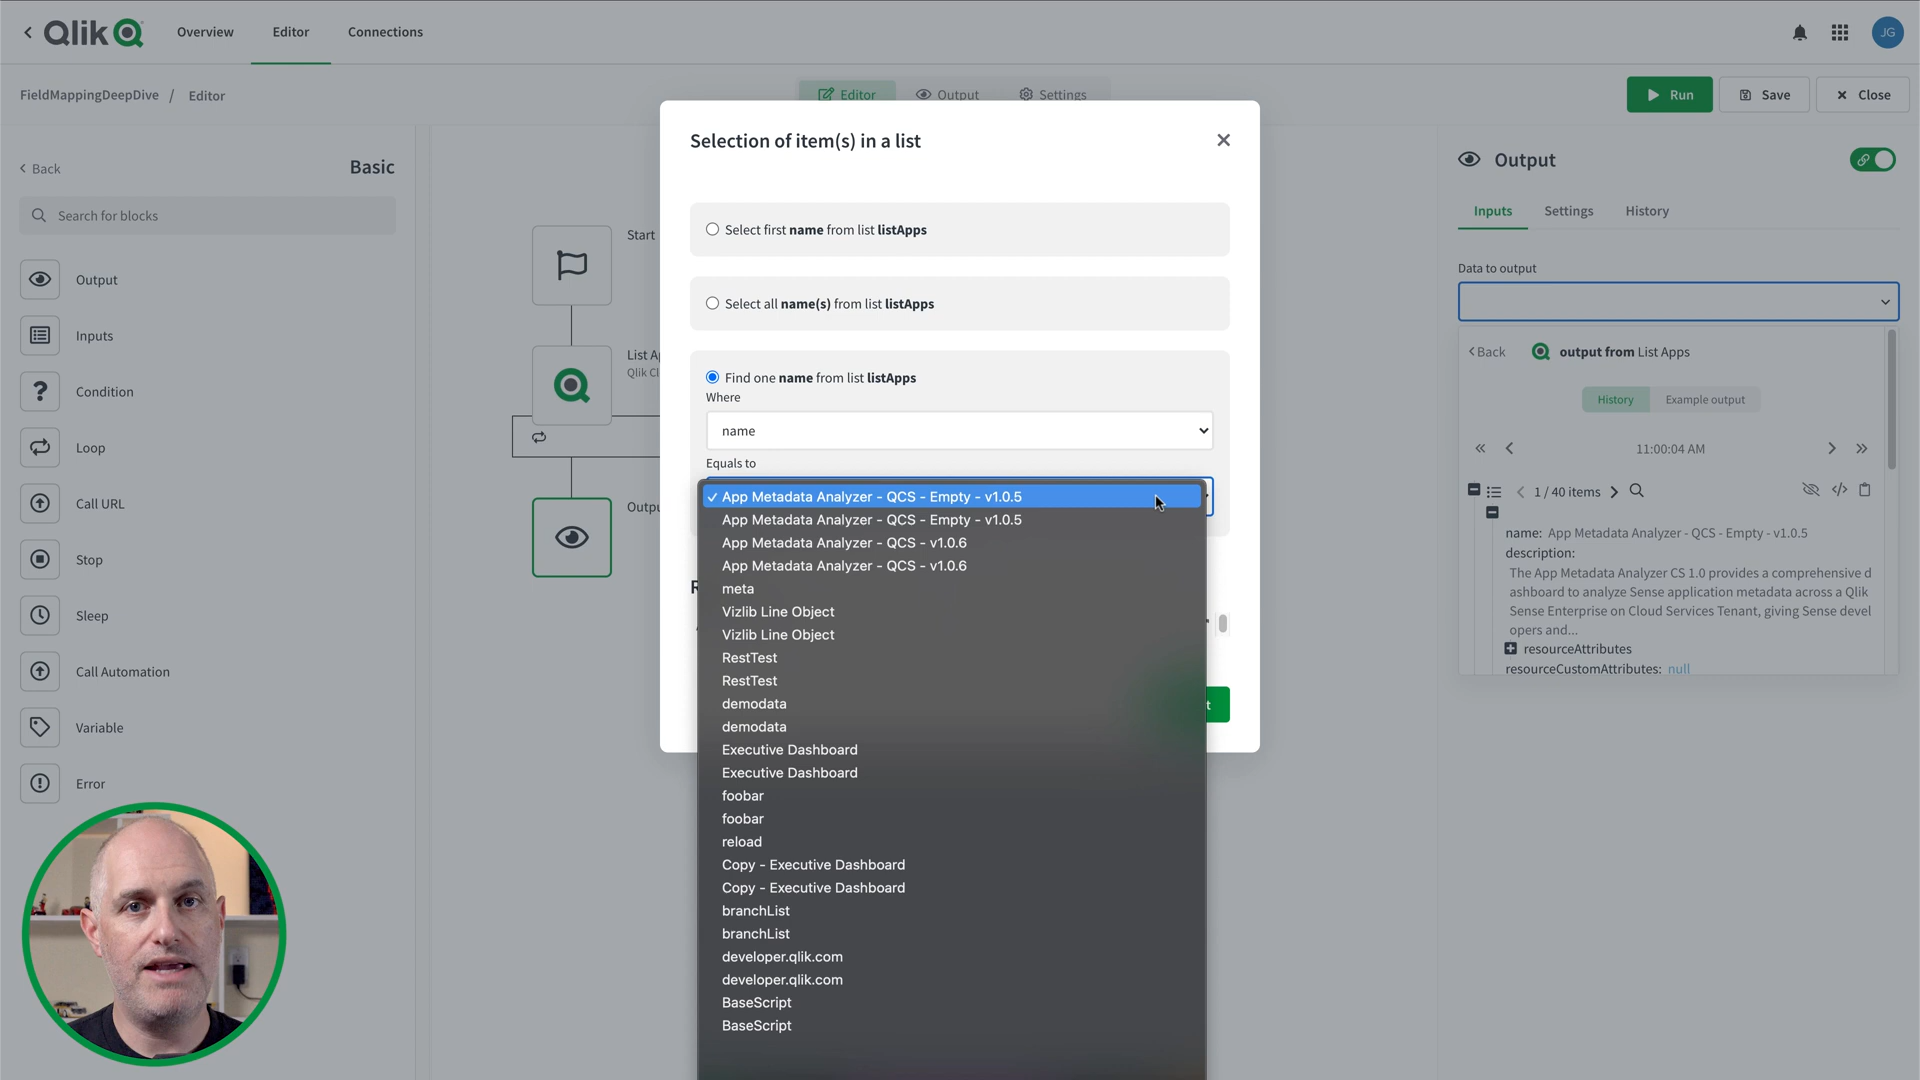 Qlik
Overview
Editor
Connections
JG
FieldMappingDeepDive / Editor
Editor
Output
Settings
Run
Save
Close
Back
Basic
Search for blocks
Output
Inputs
Condition
Loop
Call URL
Stop
Sleep
Call Automation
Variable
Error
Start
List A
Qlik Cl
Outpu
Selection of item(s) in a list
Select first name from list listApps
Select all name(s) from list listApps
Find one name from list listApps
Where
name
Equals to
✓ App Metadata Analyzer - QCS - Empty - v1.0.5
App Metadata Analyzer - QCS - Empty - v1.0.5
App Metadata Analyzer - QCS - v1.0.6
App Metadata Analyzer - QCS - v1.0.6
meta
Vizlib Line Object
Vizlib Line Object
RestTest
RestTest
demodata
demodata
Executive Dashboard
Executive Dashboard
foobar
foobar
reload
Copy - Executive Dashboard
Copy - Executive Dashboard
branchList
branchList
developer.qlik.com
developer.qlik.com
BaseScript
BaseScript
t
Output
Inputs
Settings
History
Data to output
Back
output from List Apps
History
Example output
11:00:04 AM
1 / 40 items
name: App Metadata Analyzer - QCS - Empty - v1.0.5
description:
The App Metadata Analyzer CS 1.0 provides a comprehensive d
ashboard to analyze Sense application metadata across a Qlik
Sense Enterprise on Cloud Services Tenant, giving Sense devel
opers and...
resourceAttributes
resourceCustomAttributes: null